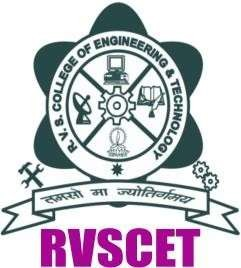 R. V. S. COLLEGE OF ENGINEERING & TECHNOLOGY
तमसो मा ज्योतिर्गमय
RVSCET